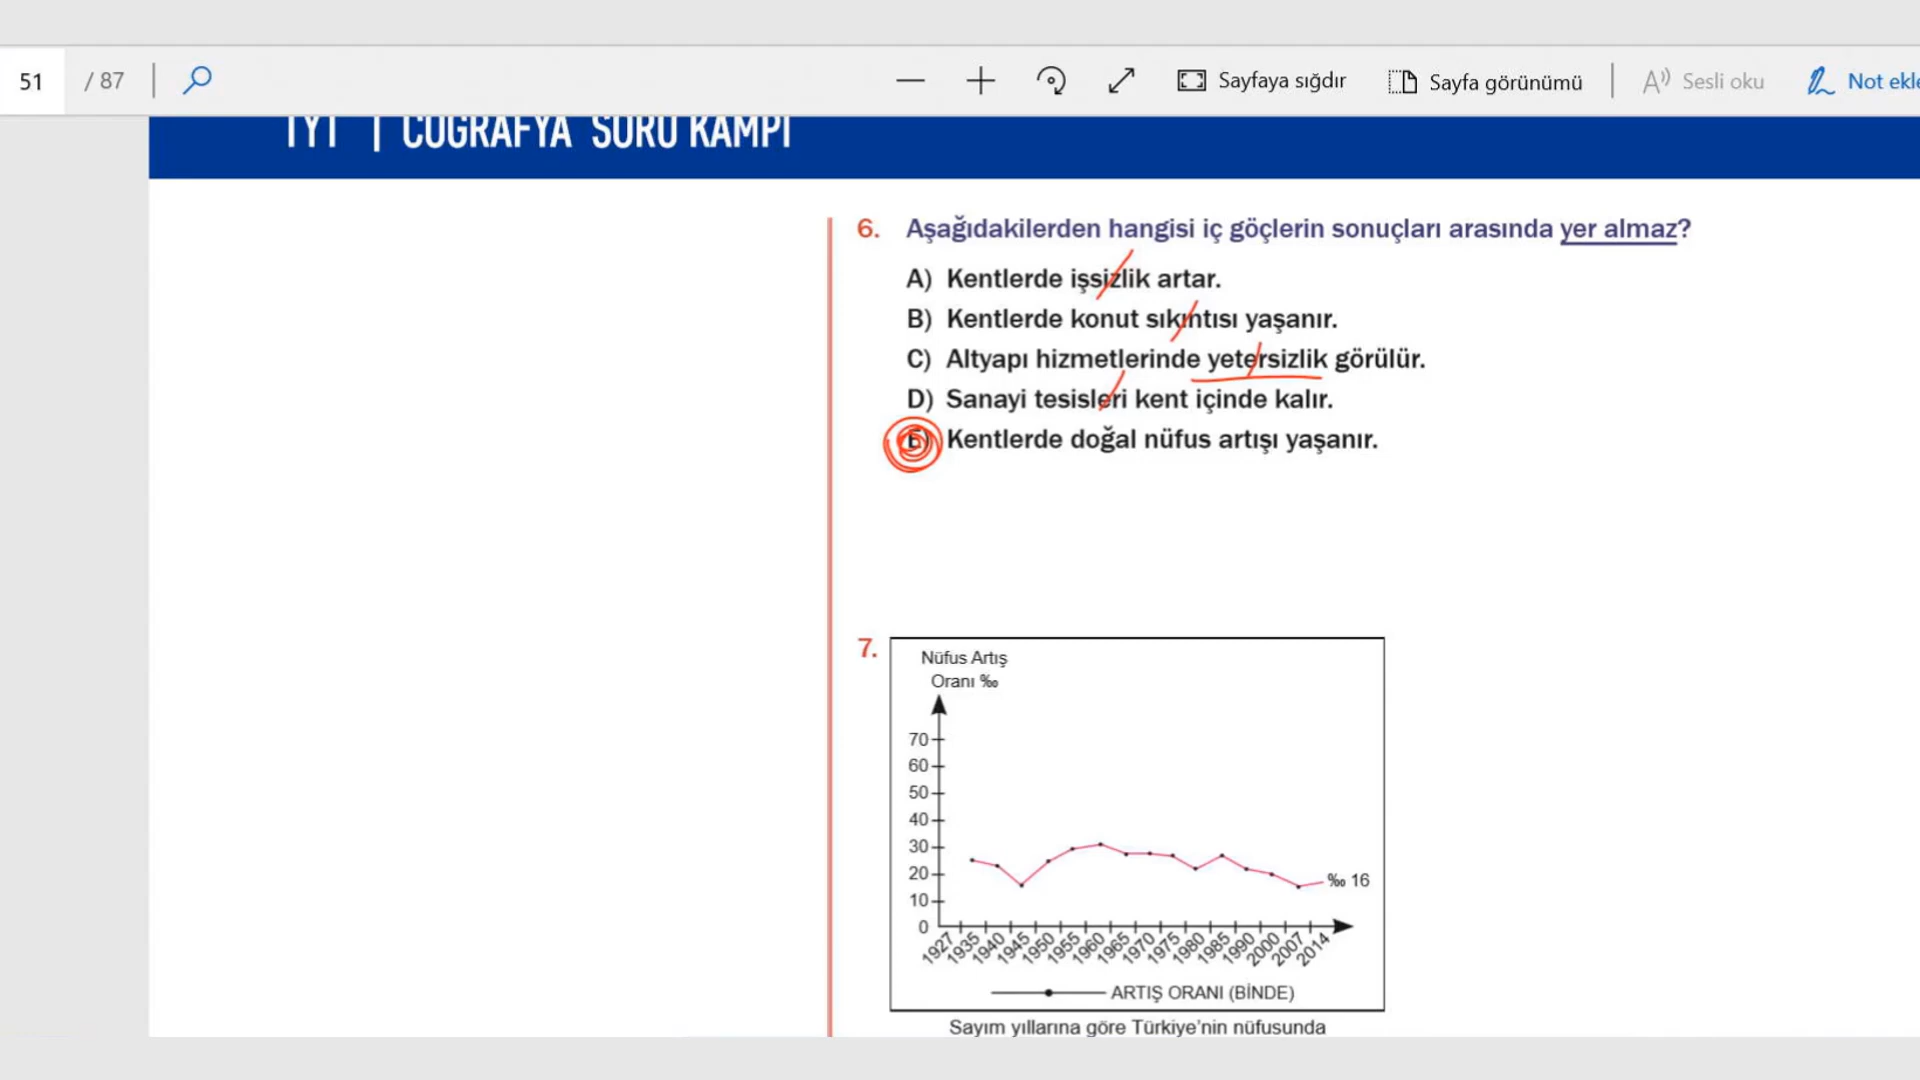 51 / 87 Sayfaya sığdır Sayfa görünümü Sesli oku Not ekle
TYT | COĞRAFYA SORU KAMPI
6. Aşağıdakilerden hangisi iç göçlerin sonuçları arasında yer almaz?
A) Kentlerde işsizlik artar.
B) Kentlerde konut sıkıntısı yaşanır.
C) Altyapı hizmetlerinde yetersizlik görülür.
D) Sanayi tesisleri kent içinde kalır.
E) Kentlerde doğal nüfus artışı yaşanır.
7.
Nüfus Artış
Oranı ‰
70
60
50
40
30
20
10
0
‰ 16
1927 1935 1940 1945 1950 1955 1960 1965 1970 1975 1980 1985 1990 2000 2007 2014
ARTIŞ ORANI (BİNDE)
Sayım yıllarına göre Türkiye'nin nüfusunda